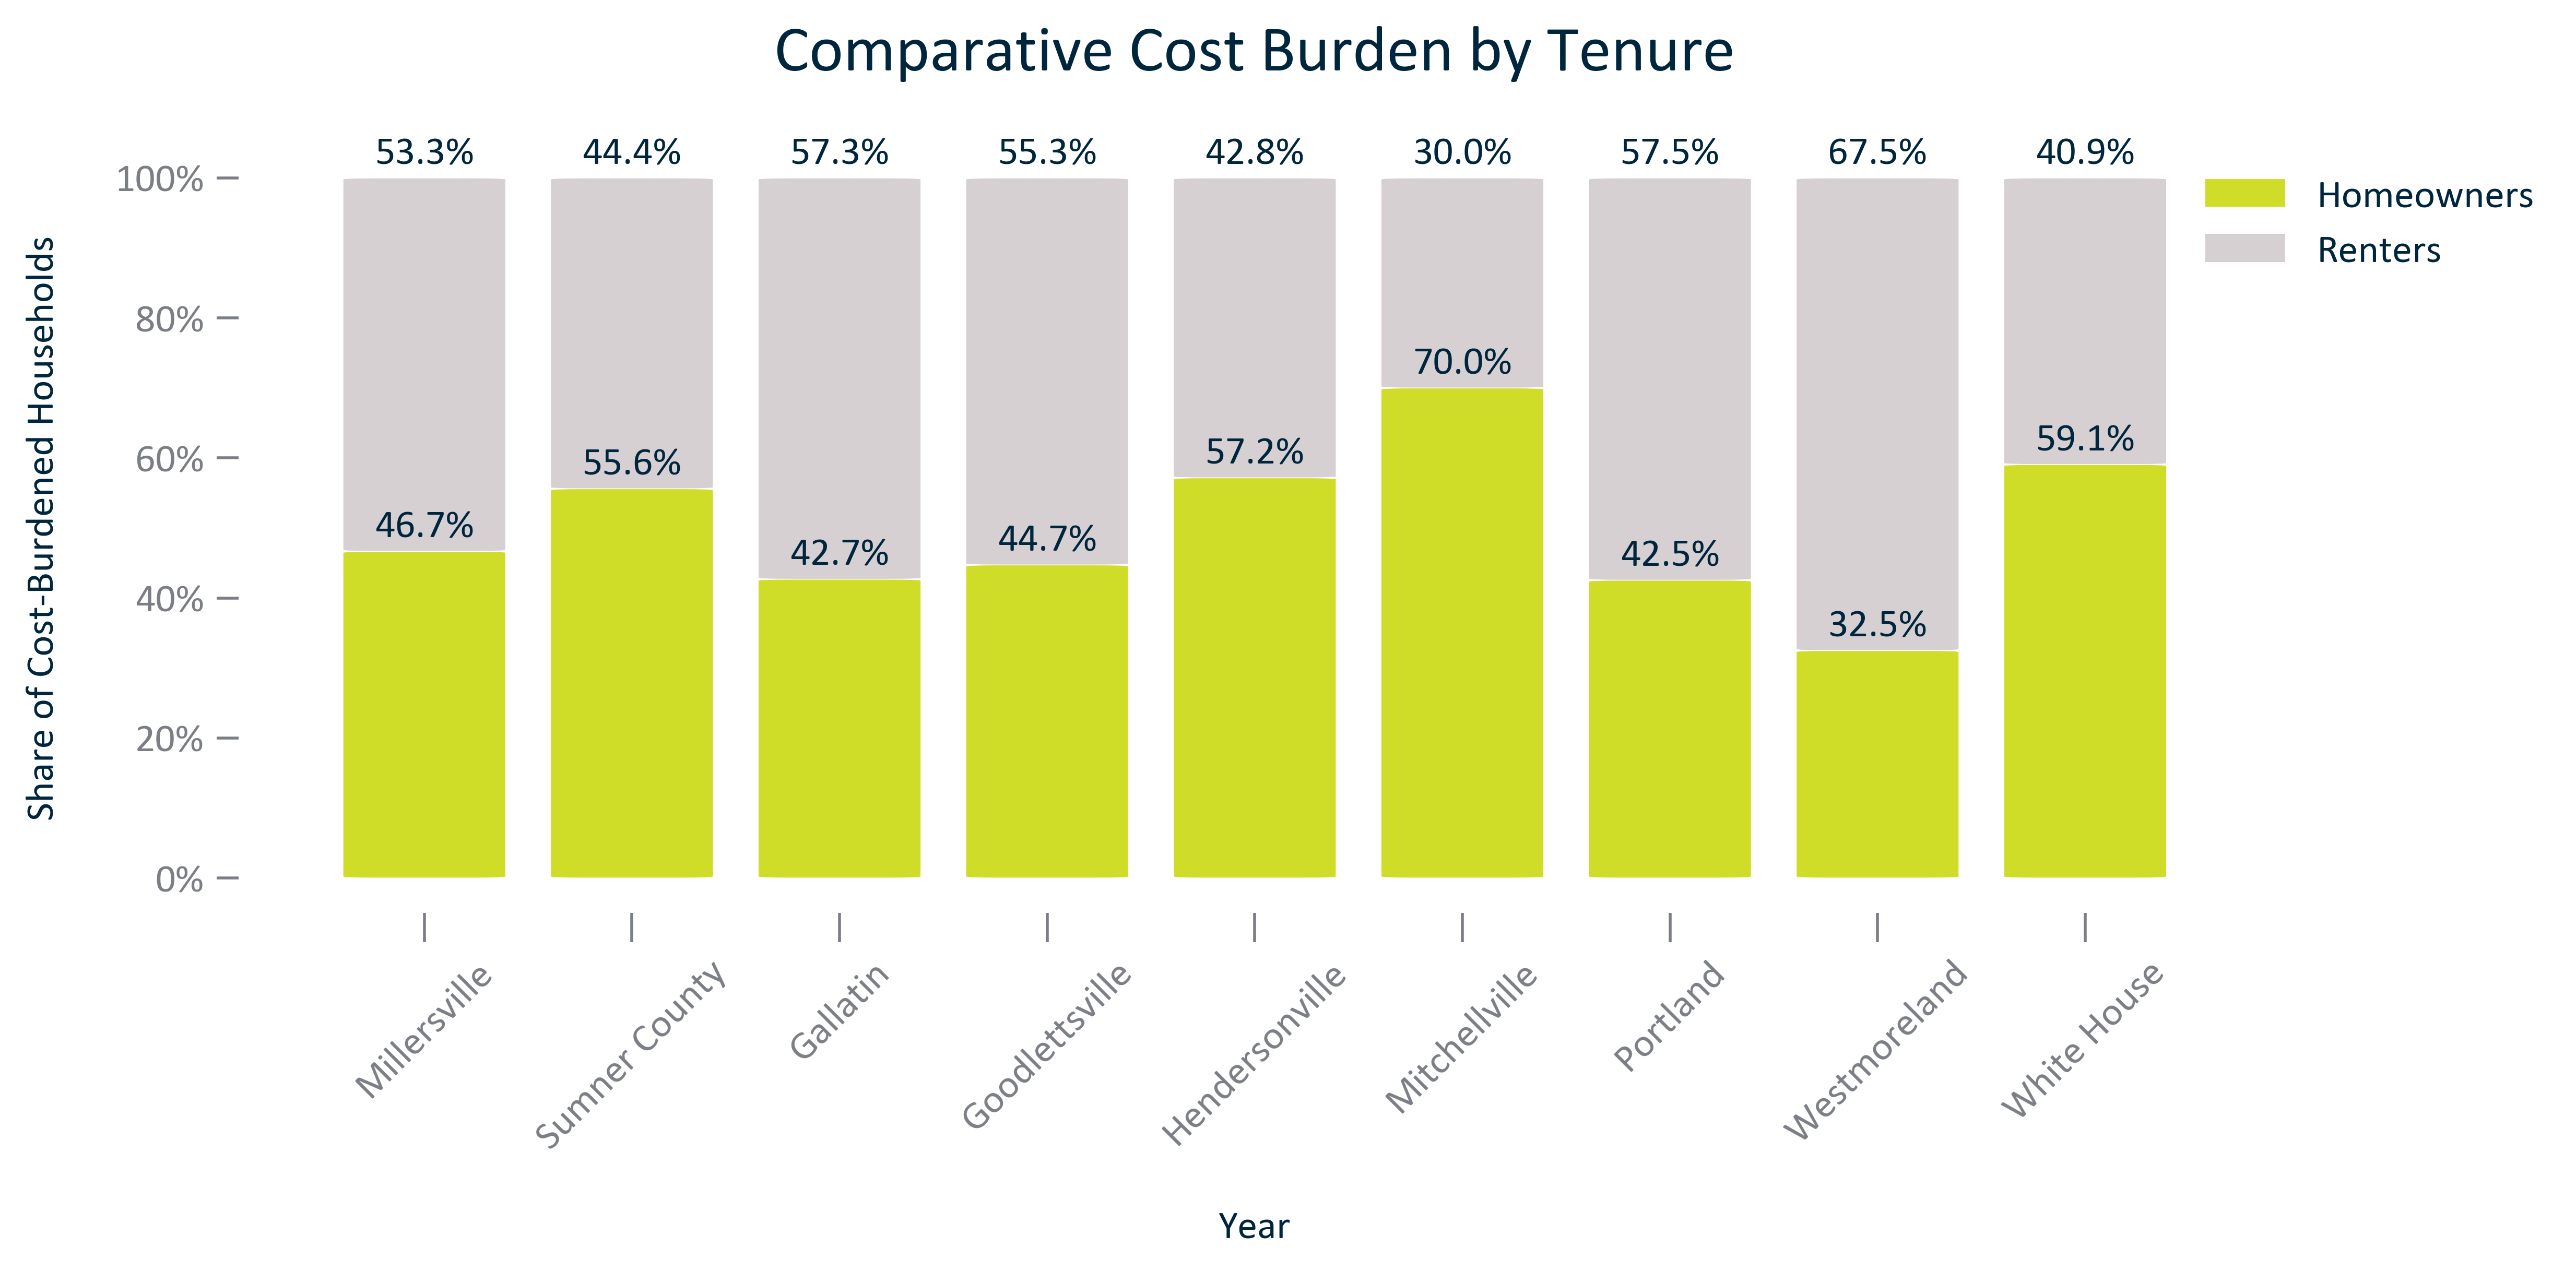 Comparative Cost Burden by Tenure
53.3% 44.4% 57.3% 55.3% 42.8% 30.0% 57.5% 67.5% 40.9%
100%
80%
60%
40%
20%
0%
Share of Cost-Burdened Households
46.7% 55.6% 42.7% 44.7% 57.2% 70.0% 42.5% 32.5% 59.1%
Homeowners
Renters
Millersville
Sumner County
Gallatin
Goodlettsville
Hendersonville
Mitchellville
Portland
Westmoreland
White House
Year